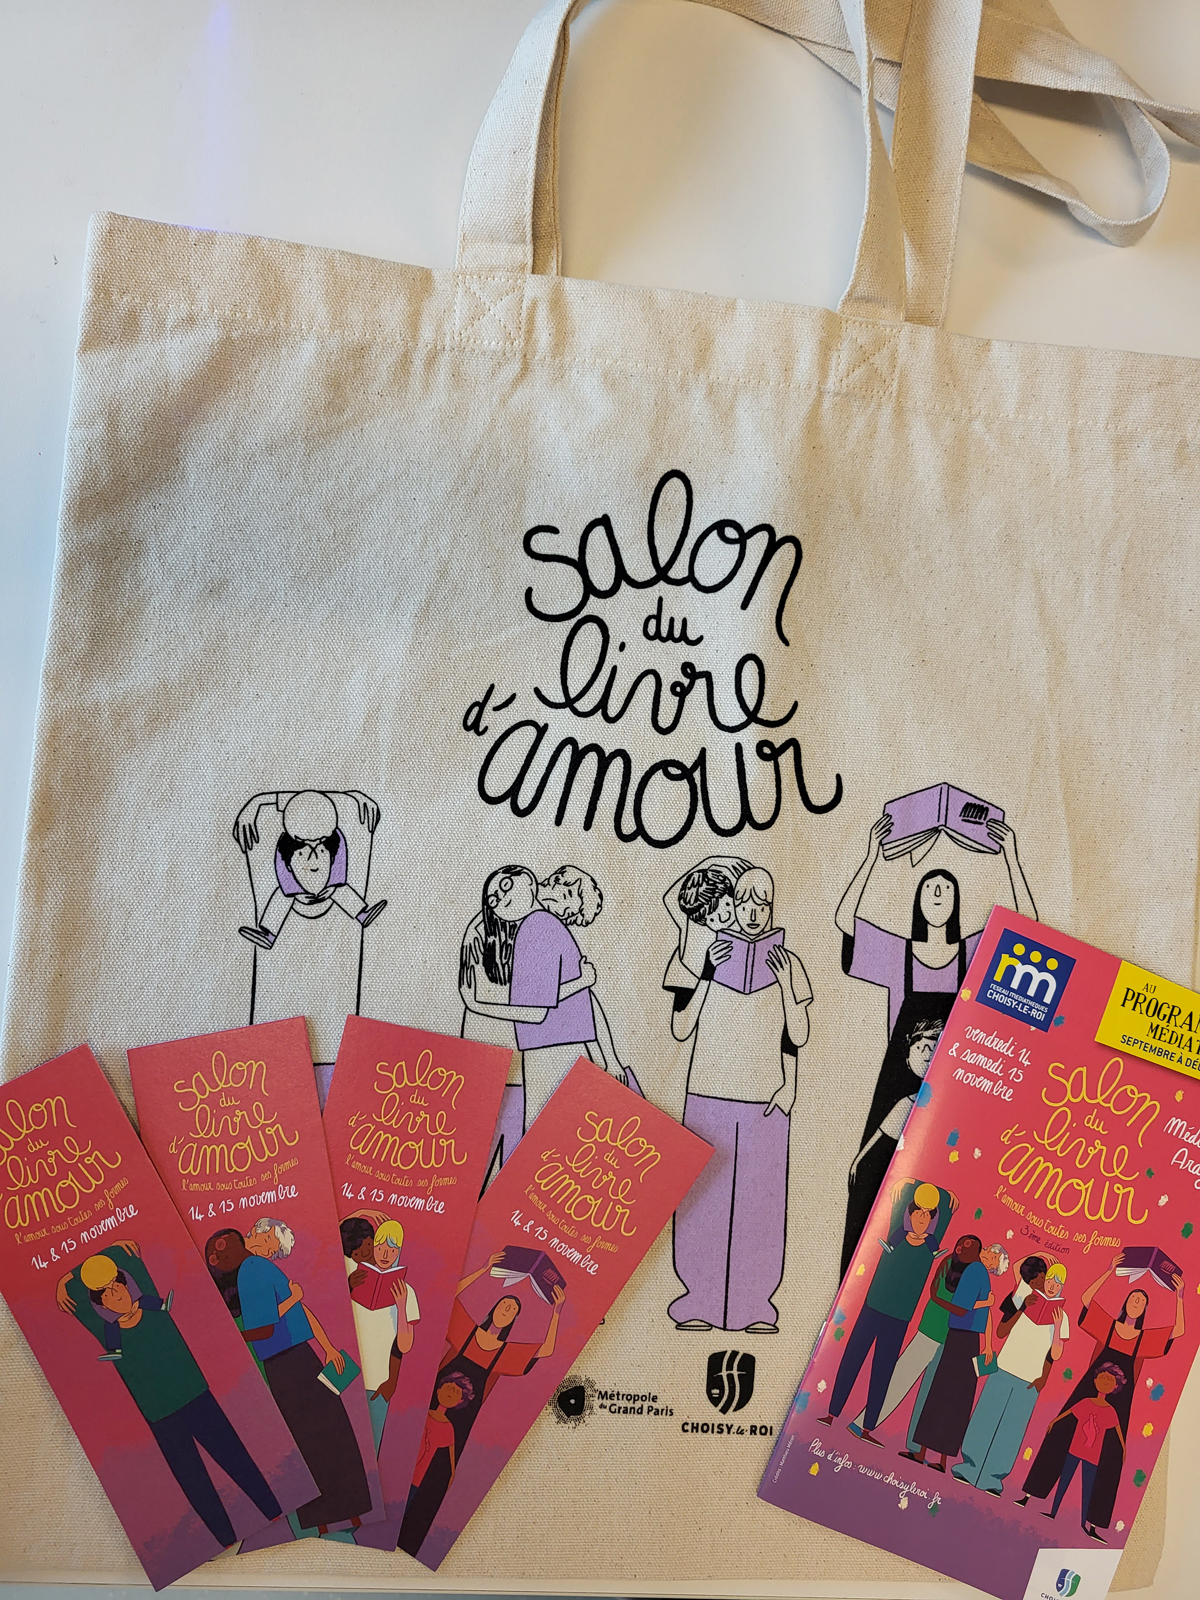 salon
du
livre
d'amour
Métropole
du Grand Paris
CHOISY-le-ROI
salon
du
livre
d'amour
l'amour sous toutes ses formes
14 & 15 novembre
salon
du
livre
d'amour
l'amour sous toutes ses formes
14 & 15 novembre
salon
du
livre
d'amour
l'amour sous toutes ses formes
14 & 15 novembre
salon
du
livre
d'amour
l'amour sous toutes ses formes
14 & 15 novembre
RÉSEAU MÉDIATHÈQUES
CHOISY-LE-ROI
AU
SEPTEMBRE À
vendredi 14
& samedi 15
novembre
salon
du
livre
d'amour
l'amour sous toutes ses formes
3ème édition
Plus d'infos : www.choisyleroi.fr